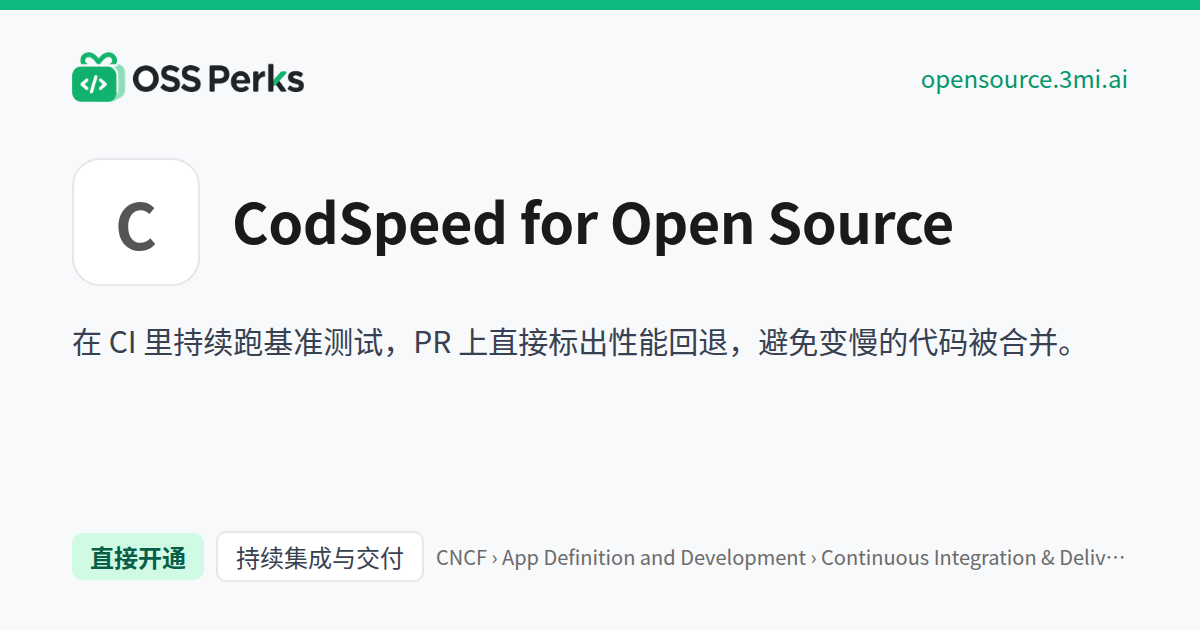 OSS Perks
opensource.3mi.ai
C
CodSpeed for Open Source
在 CI 里持续跑基准测试，PR 上直接标出性能回退，避免变慢的代码被合并。
直接开通
持续集成与交付
CNCF › App Definition and Development › Continuous Integration & Deliv···